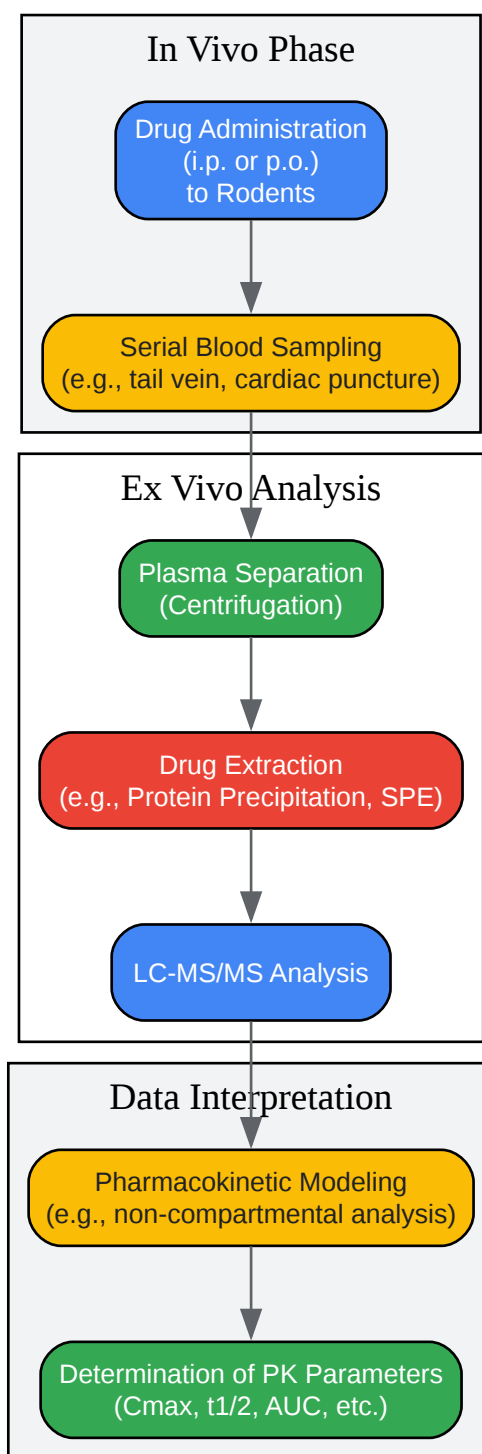 In Vivo Phase
Drug Administration
(i.p. or p.o.)
to Rodents
Serial Blood Sampling
(e.g., tail vein, cardiac puncture)
Ex Vivo Analysis
Plasma Separation
(Centrifugation)
Drug Extraction
(e.g., Protein Precipitation, SPE)
LC-MS/MS Analysis
Data Interpretation
Pharmacokinetic Modeling
(e.g., non-compartmental analysis)
Determination of PK Parameters
(Cmax, t1/2, AUC, etc.)